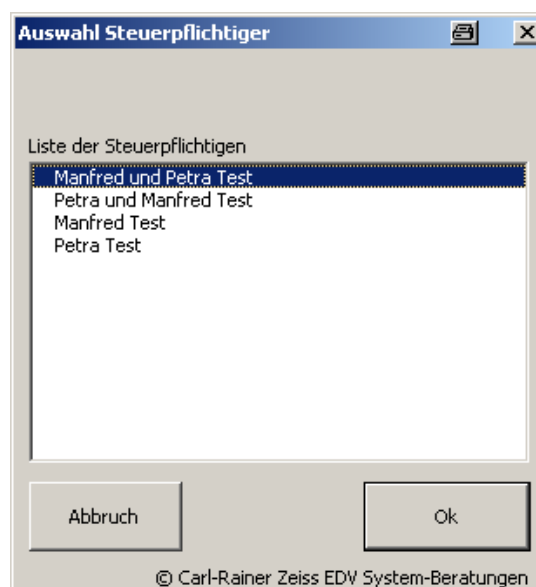 Auswahl Steuerpflichtiger
Liste der Steuerpflichtigen
Manfred und Petra Test
Petra und Manfred Test
Manfred Test
Petra Test
Abbruch
Ok
© Carl-Rainer Zeiss EDV System-Beratungen